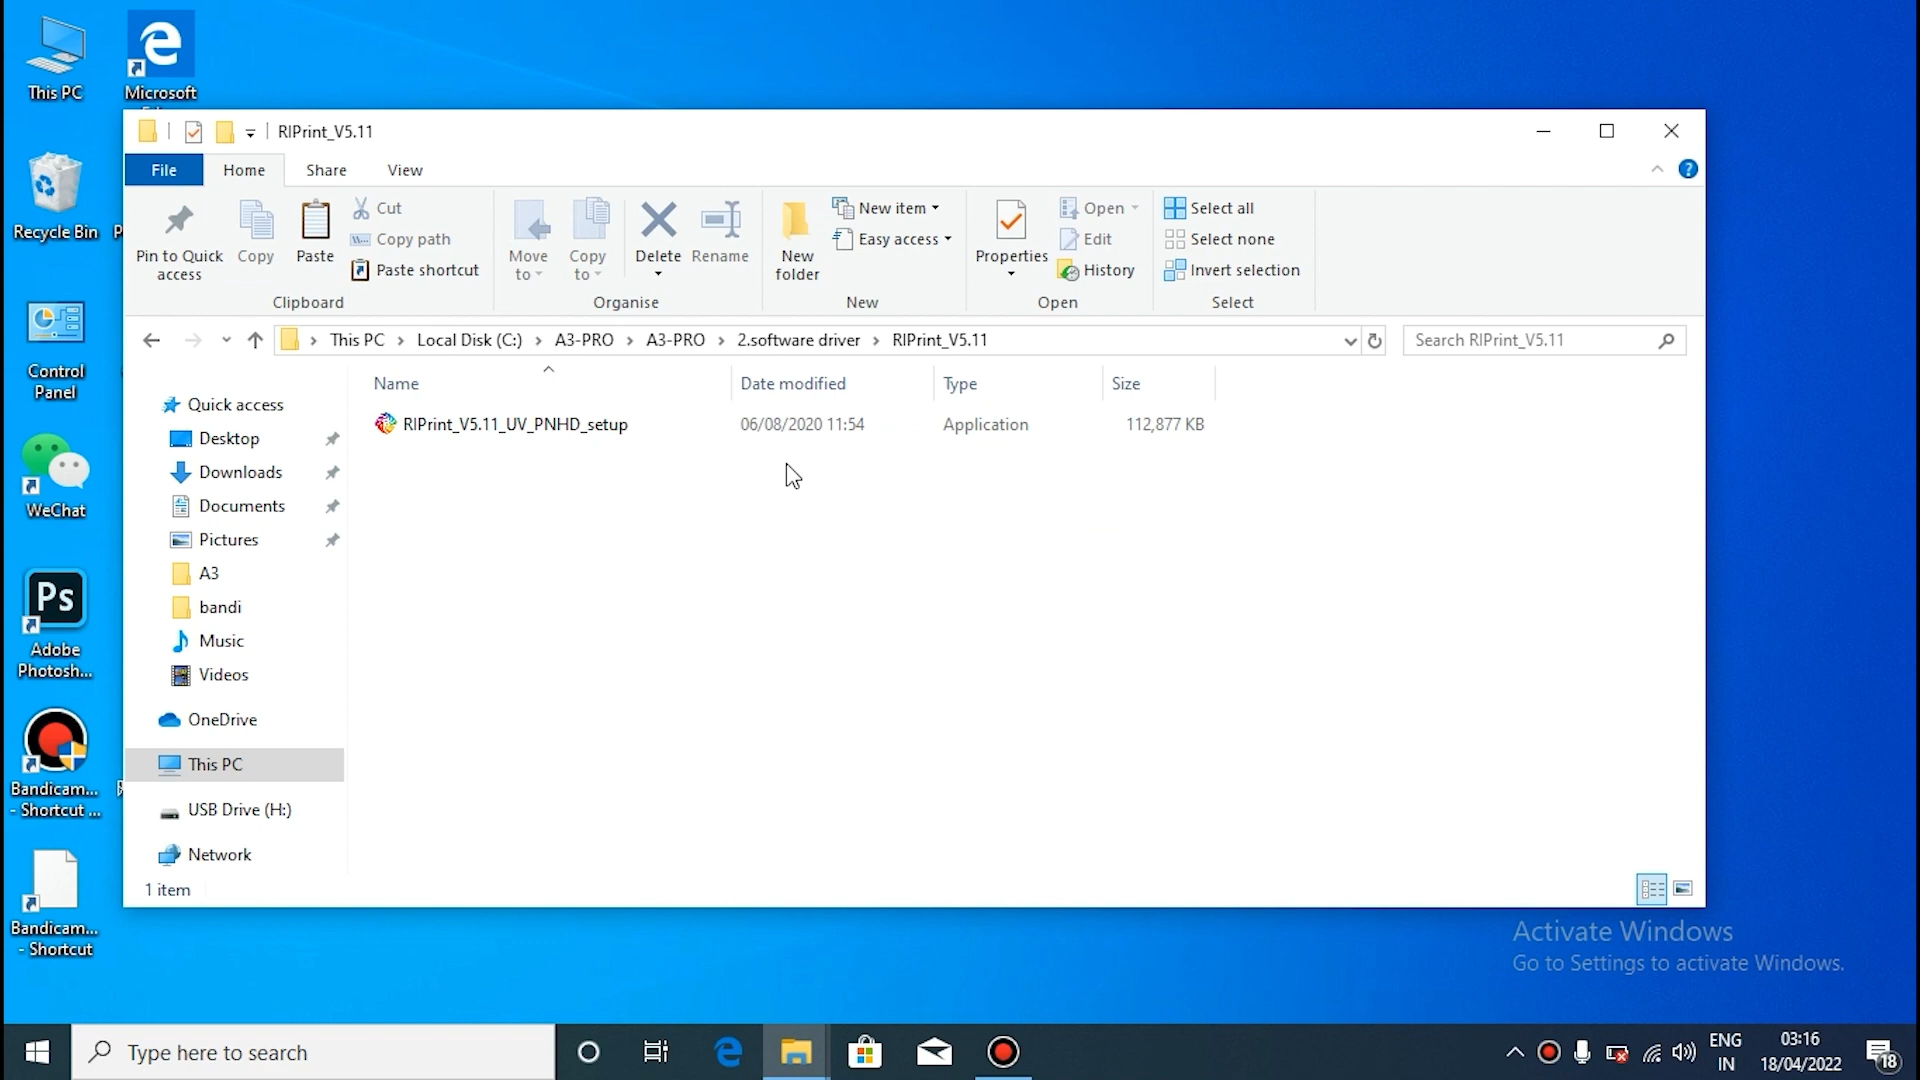 This PC
Microsoft
Recycle Bin
P
Control
Panel
WeChat
Ps
Adobe
Photosh...
Bandicam...
- Shortcut ...
Bandicam...
- Shortcut
RIPrint_V5.11
File
Home
Share
View
Pin to Quick
access
Copy
Paste
Cut
Copy path
Paste shortcut
Clipboard
Move
to
Copy
to
Delete
Rename
Organise
New
folder
New item
Easy access
New
Properties
Open
Edit
History
Open
Select all
Select none
Invert selection
Select
This PC > Local Disk (C:) > A3-PRO > A3-PRO > 2.software driver > RIPrint_V5.11
Search RIPrint_V5.11
Name
Date modified
Type
Size
RIPrint_V5.11_UV_PNHD_setup
06/08/2020 11:54
Application
112,877 KB
Quick access
Desktop
Downloads
Documents
Pictures
A3
bandi
Music
Videos
OneDrive
This PC
USB Drive (H:)
Network
1 item
Activate Windows
Go to Settings to activate Windows.
Type here to search
ENG
IN
03:16
18/04/2022
18